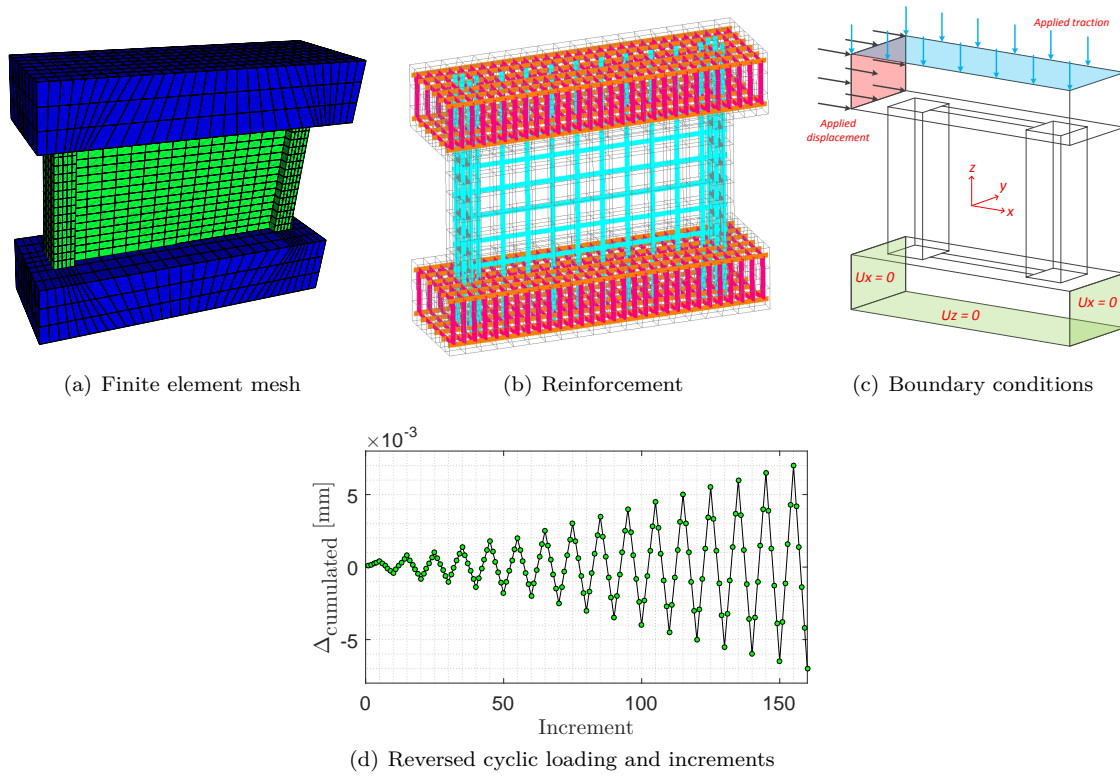 Applied traction
Applied
displacement
z
y
x
Ux = 0
Ux = 0
Uz = 0
(a) Finite element mesh
(b) Reinforcement
(c) Boundary conditions
×10⁻³
Δcumulated [mm]
5
0
-5
0
50
100
150
Increment
(d) Reversed cyclic loading and increments